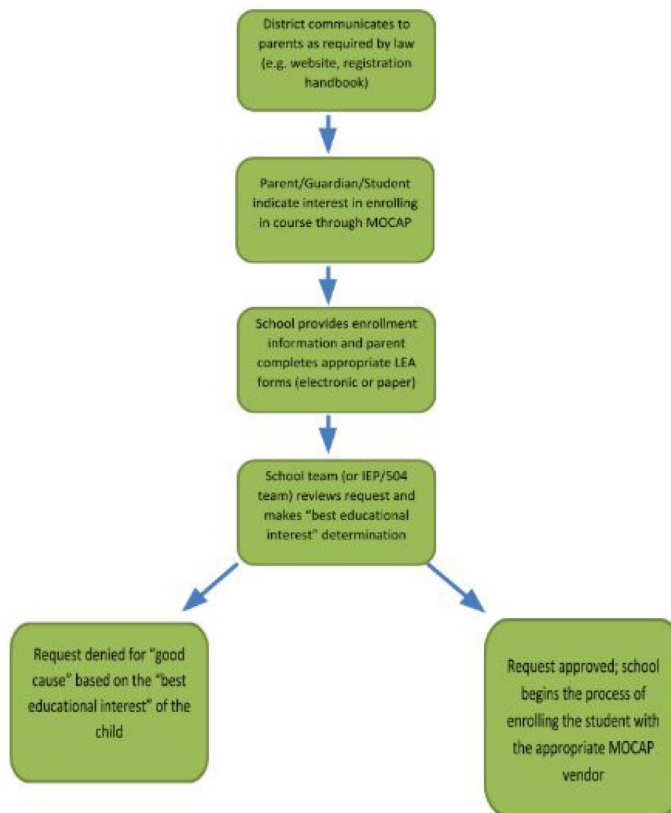 District communicates to
parents as required by law
(e.g. website, registration
handbook)
Parent/Guardian/Student
indicate interest in enrolling
in course through MOCAP
School provides enrollment
information and parent
completes appropriate LEA
forms (electronic or paper)
School team (or IEP/504
team) reviews request and
makes “best educational
interest” determination
Request denied for “good
cause” based on the “best
educational interest” of the
child
Request approved; school
begins the process of
enrolling the student with
the appropriate MOCAP
vendor